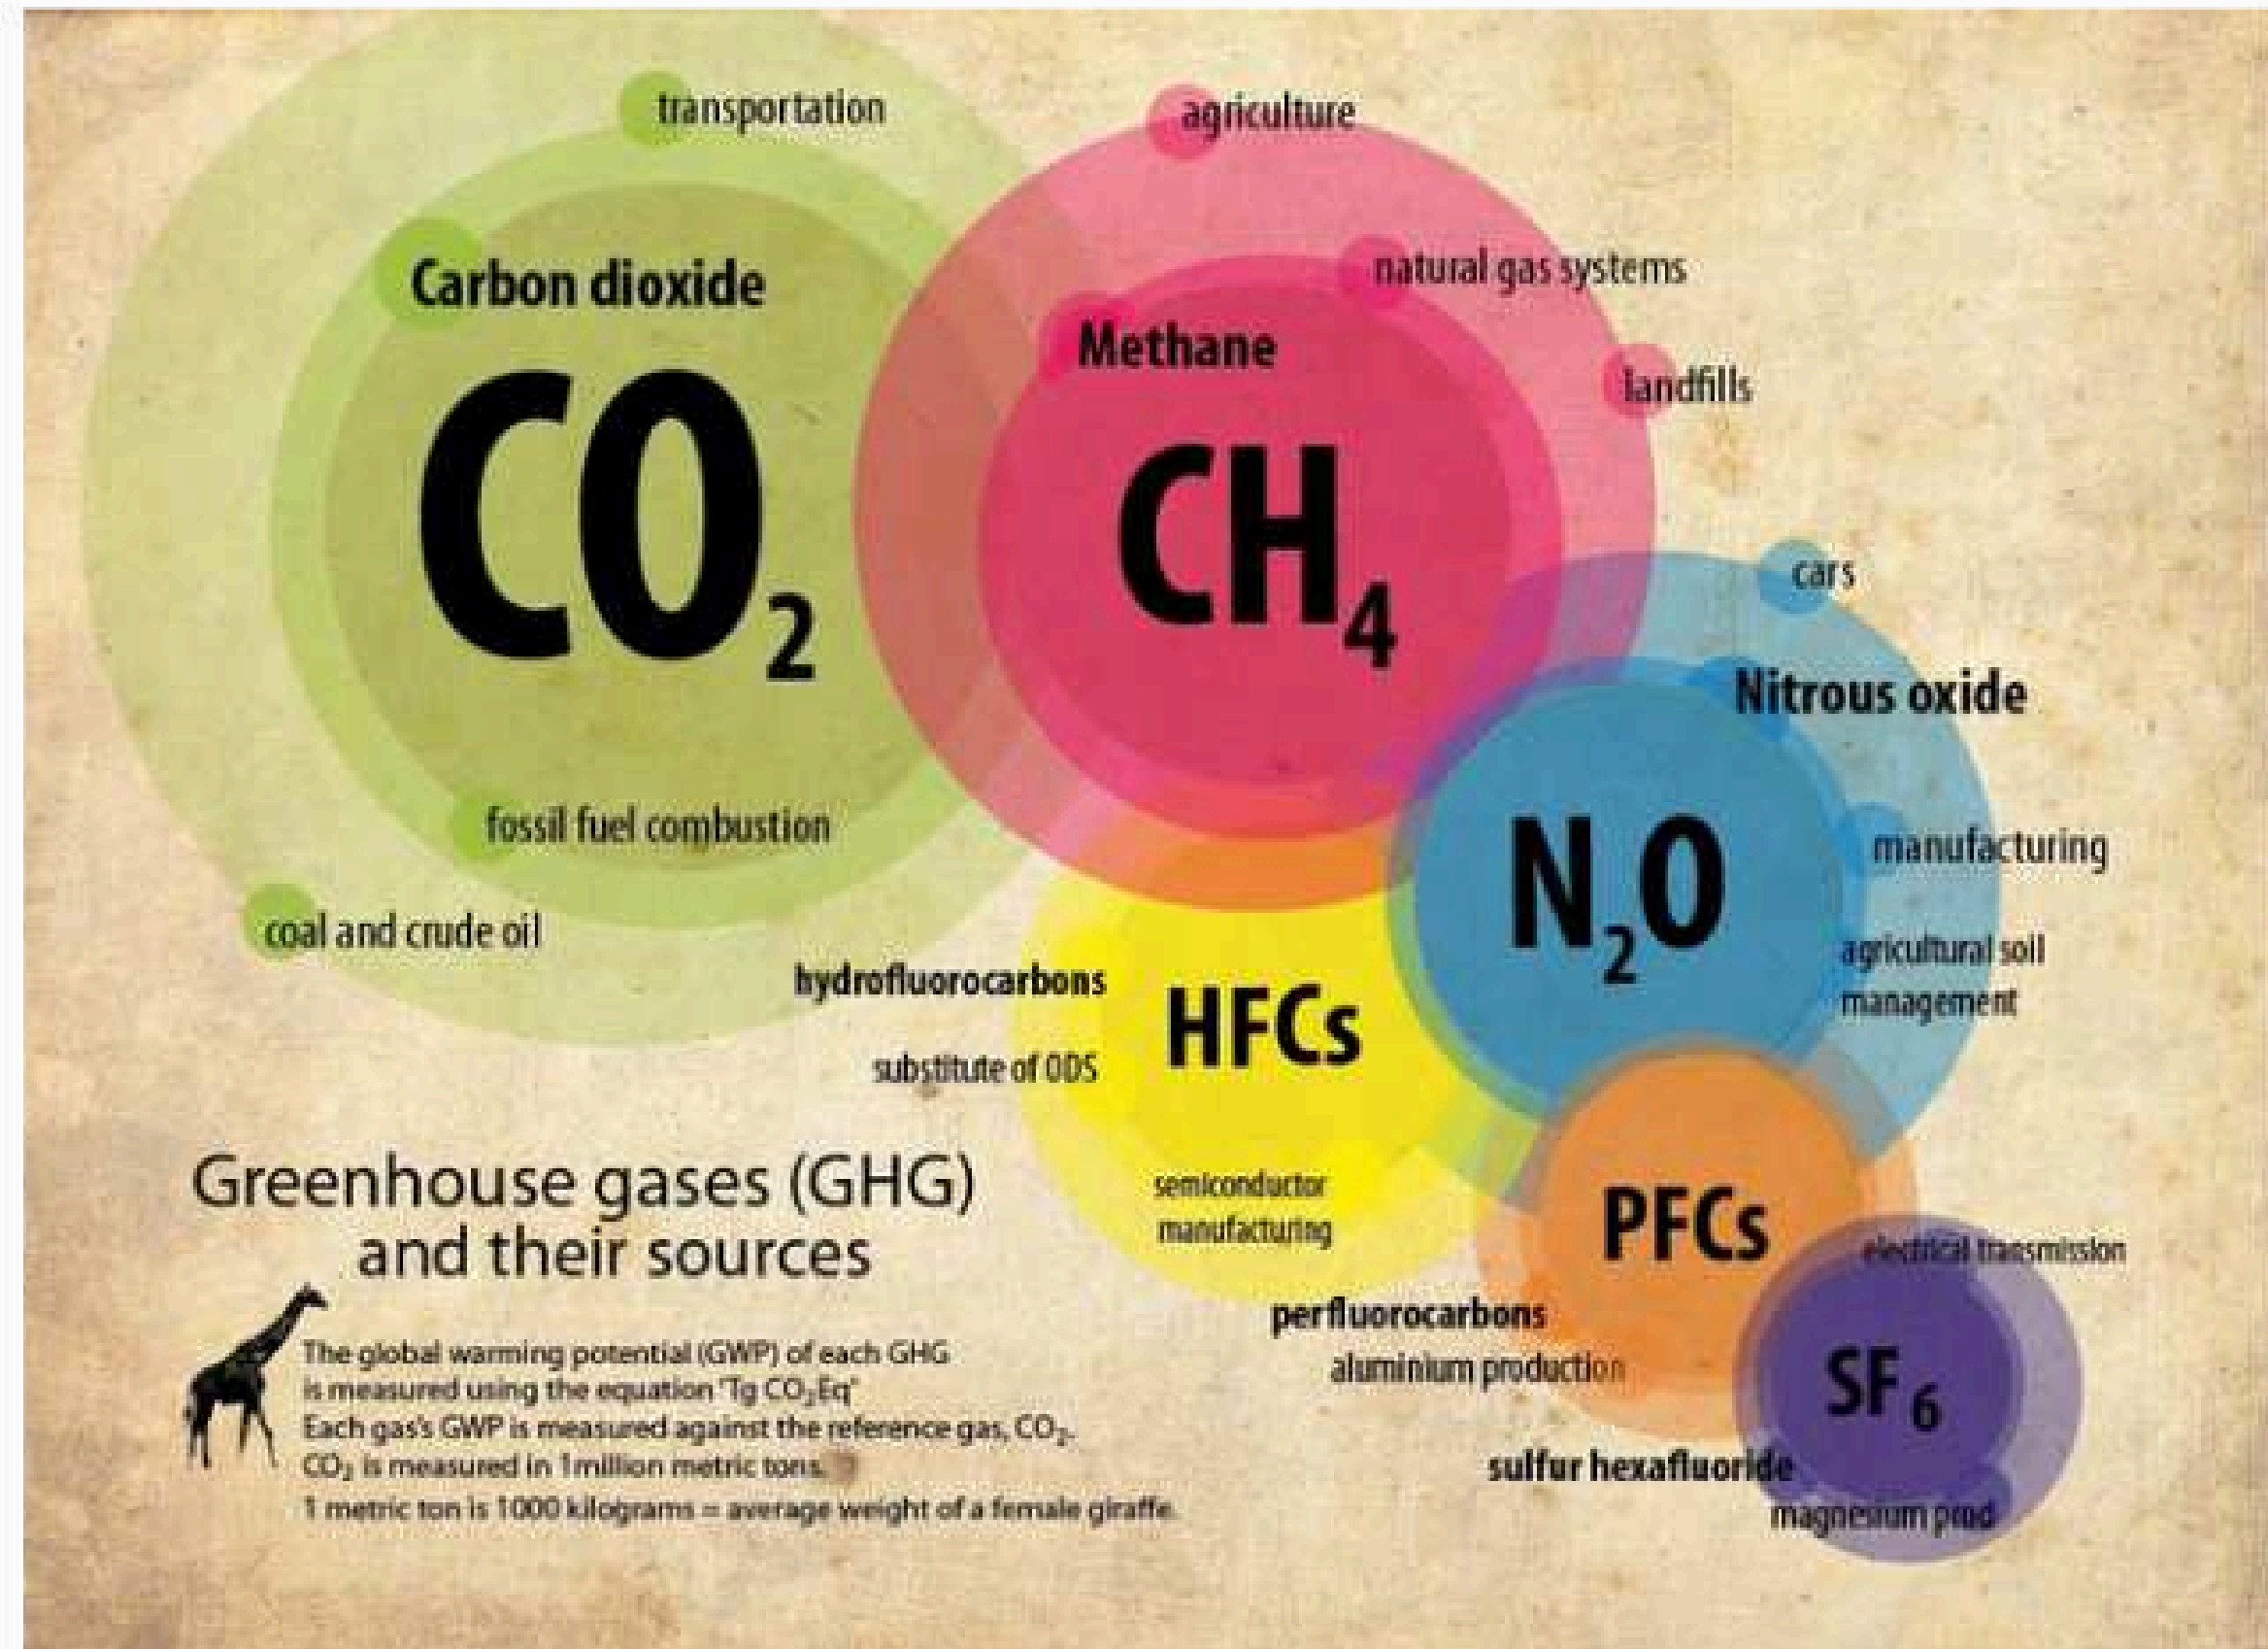 transportation
agriculture
Carbon dioxide
natural gas systems
Methane
landfills
CO₂
CH₄
cars
Nitrous oxide
fossil fuel combustion
N₂O
manufacturing
coal and crude oil
agricultural soil
management
hydrofluorocarbons
HFCs
substitute of ODS
semiconductor
manufacturing
PFCs
electrical transmission
perfluorocarbons
aluminium production
SF₆
sulfur hexafluoride
magnesium prod
Greenhouse gases (GHG)
and their sources
The global warming potential (GWP) of each GHG
is measured using the equation "Tg CO₂Eq"
Each gas's GWP is measured against the reference gas, CO₂.
CO₂ is measured in 1million metric tons.
1 metric ton is 1000 kilograms = average weight of a female giraffe.